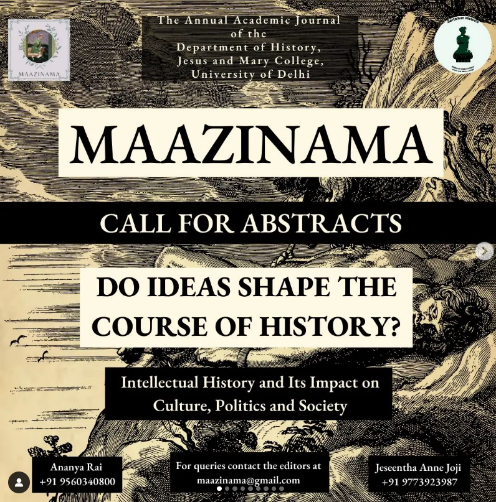 The Annual Academic Journal
of the
Department of History,
Jesus and Mary College,
University of Delhi
MAAZINAMA
MAAZINAMA
CALL FOR ABSTRACTS
DO IDEAS SHAPE THE
COURSE OF HISTORY?
Intellectual History and Its Impact on
Culture, Politics and Society
Ananya Rai
+91 9560340800
For queries contact the editors at
maazinama@gmail.com
Jeseentha Anne Joji
+91 9773923987